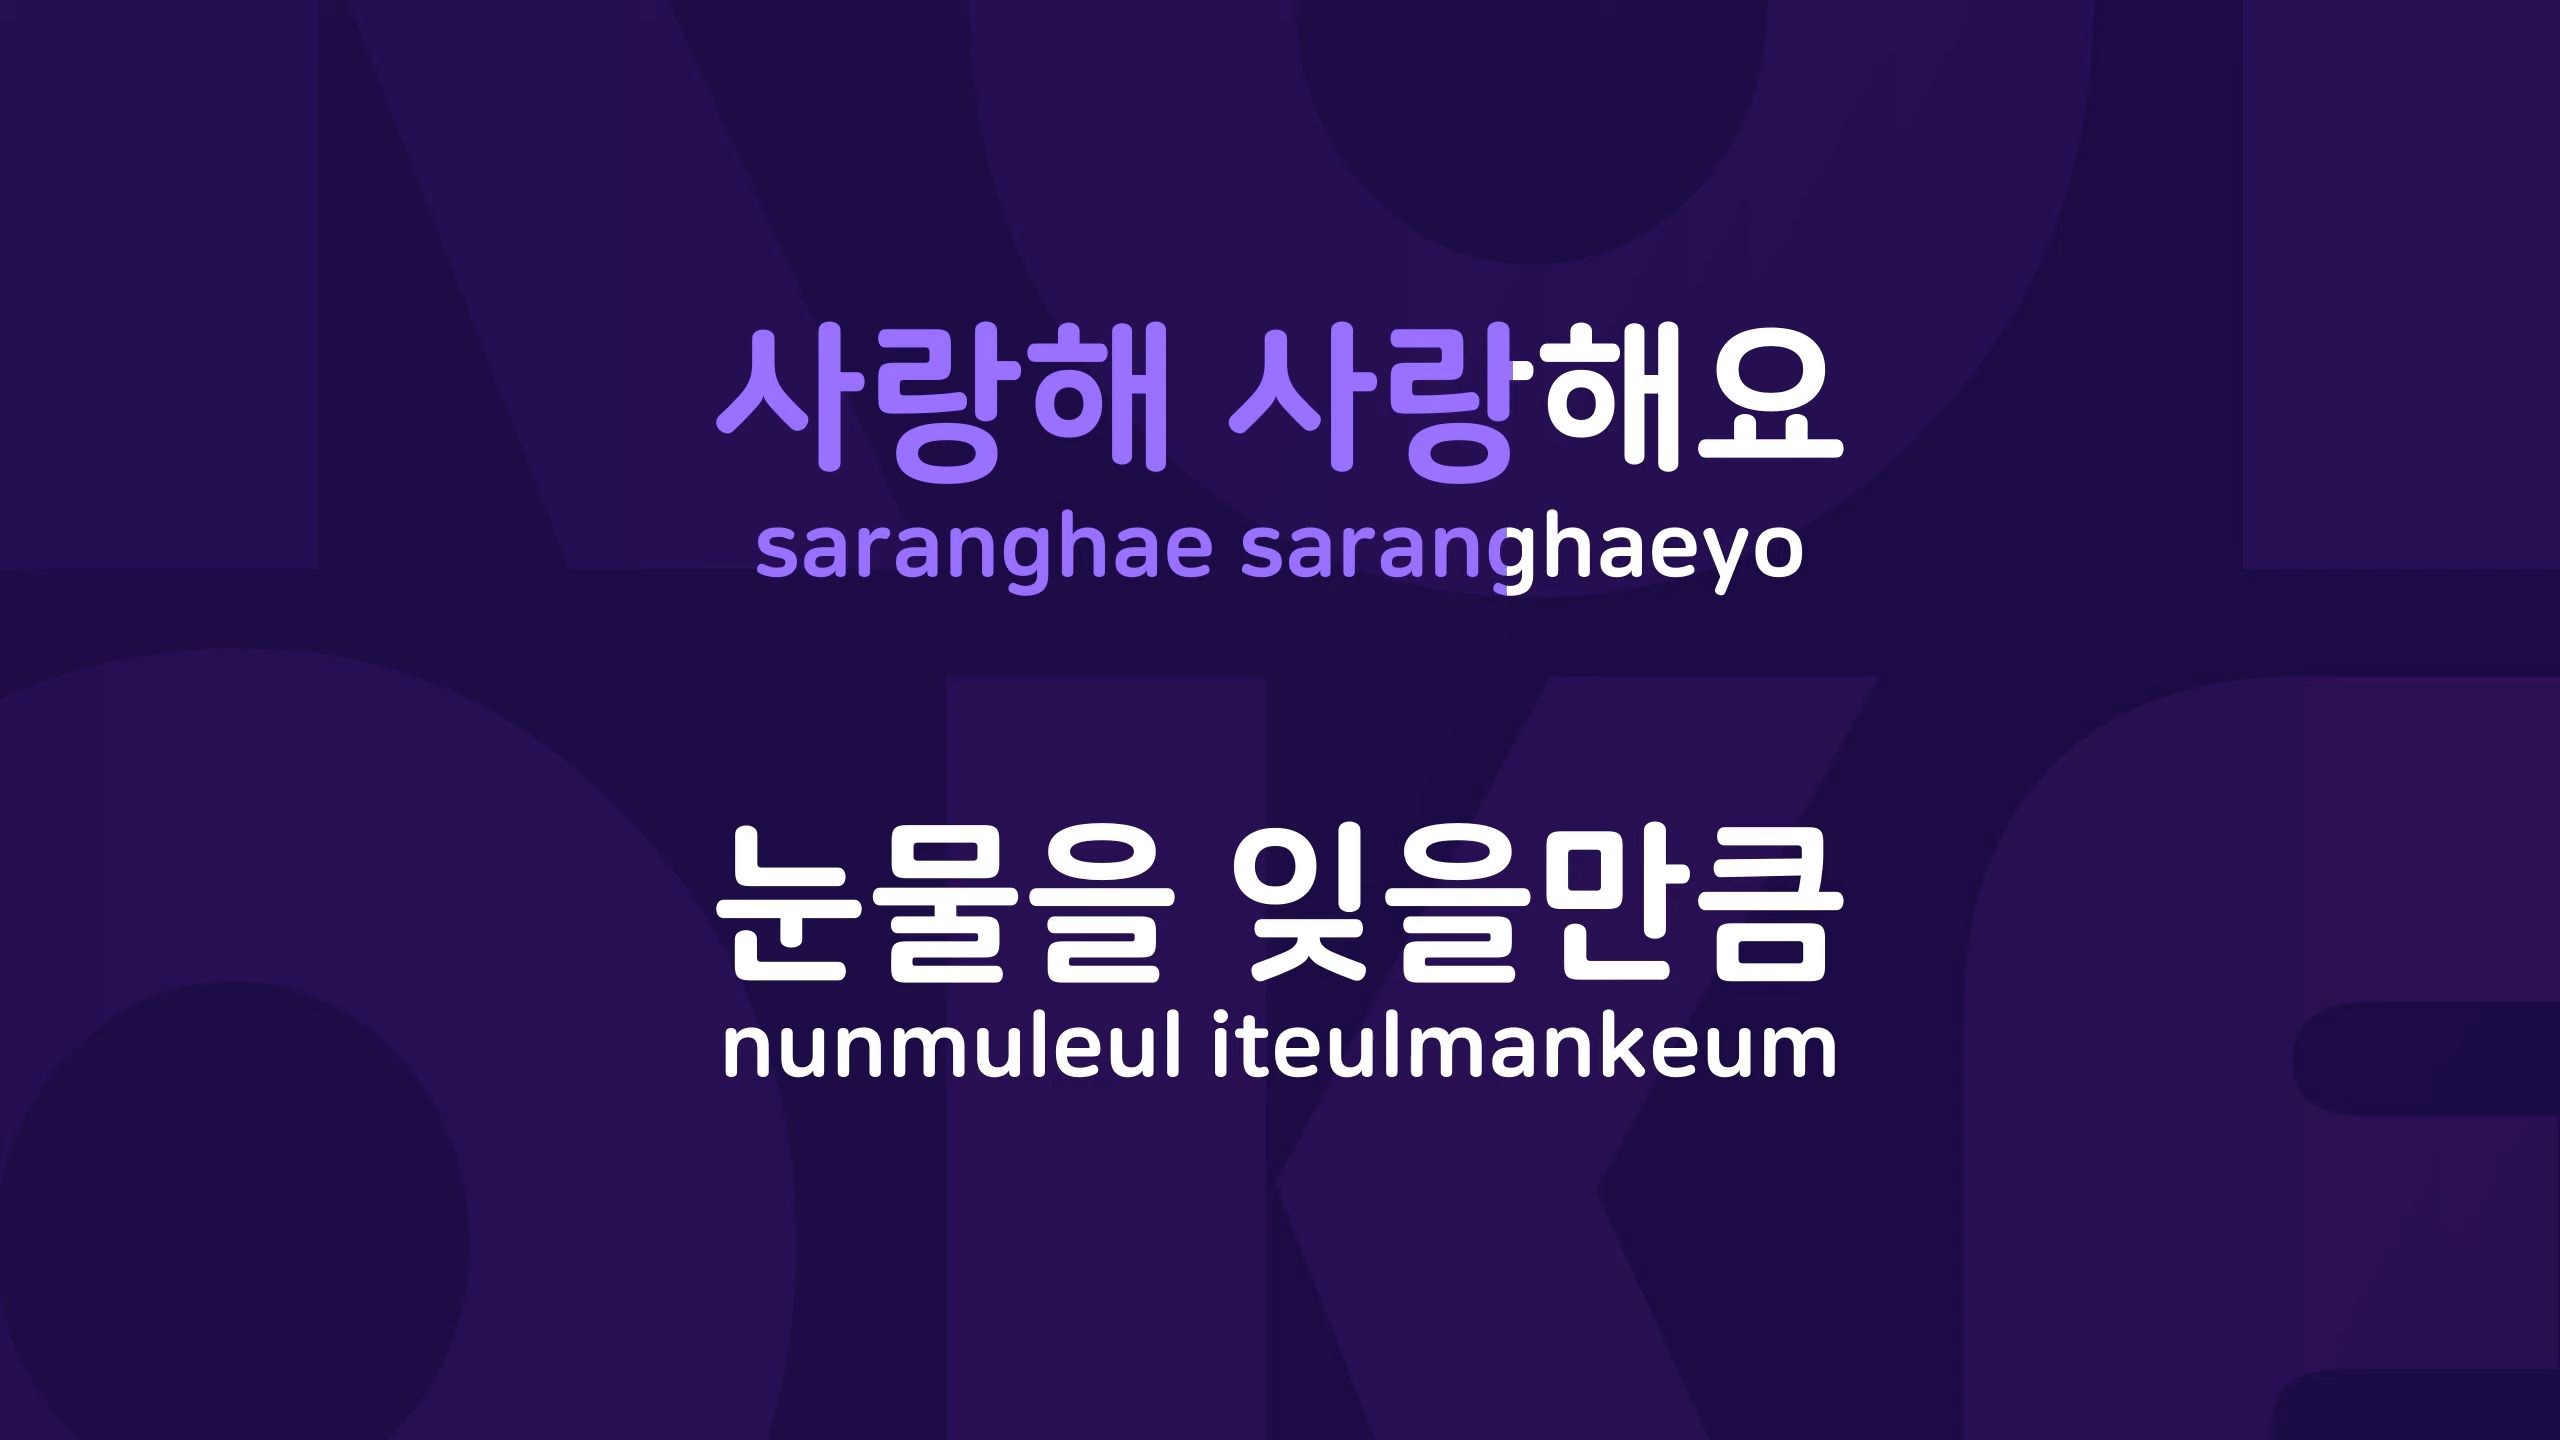 사랑해 사랑해요
saranghae saranghaeyo
눈물을 잊을만큼
nunmuleul iteulmankeum